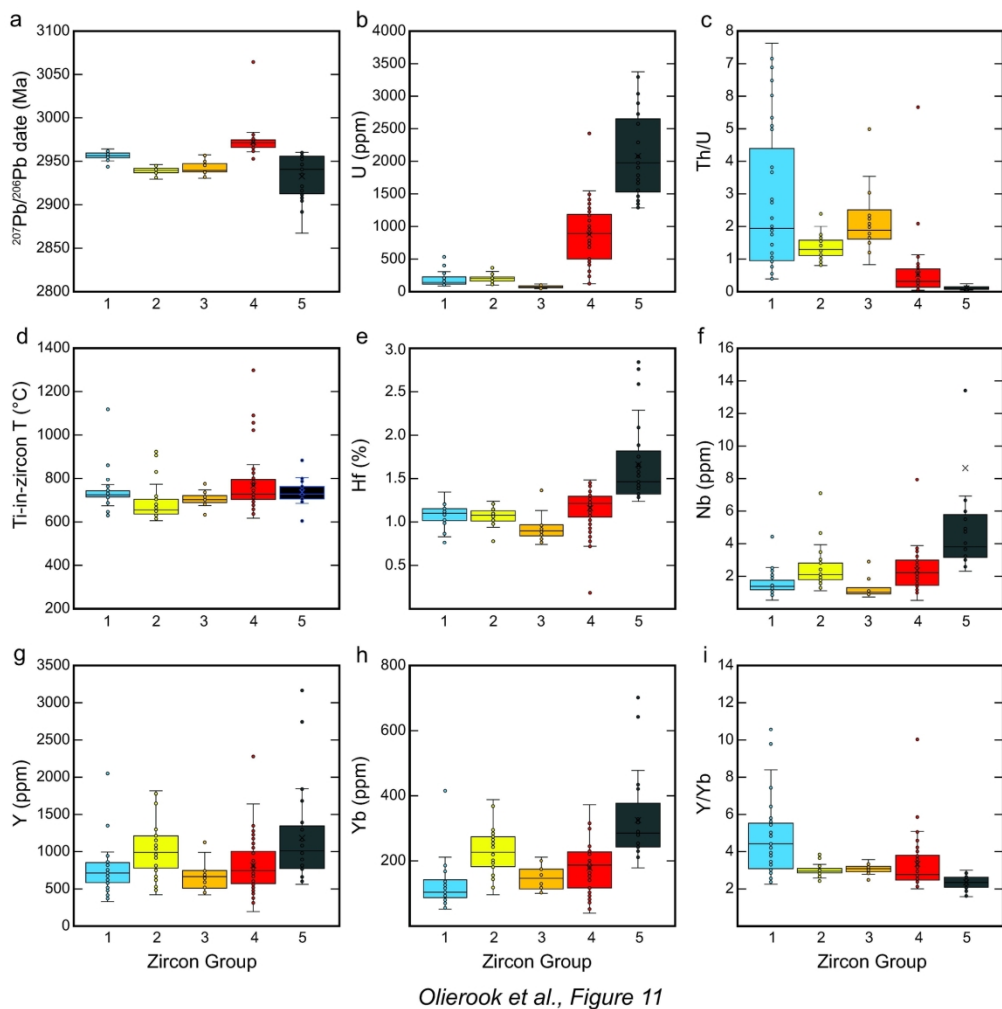 a
b
c
3150
3100
3050
3000
2950
2900
2850
2800
²⁰⁷Pb/²⁰⁶Pb date (Ma)
1 2 3 4 5
4000
3500
3000
2500
2000
1500
1000
500
0
U (ppm)
1 2 3 4 5
8
7
6
5
4
3
2
1
0
Th/U
1 2 3 4 5
d
e
f
1400
1200
1000
800
600
400
200
Ti-in-zircon T (°C)
1 2 3 4 5
3.0
2.5
2.0
1.5
1.0
0.5
Hf (%)
1 2 3 4 5
16
14
12
10
8
6
4
2
Nb (ppm)
1 2 3 4 5
g
h
i
3500
3000
2500
2000
1500
1000
500
0
Y (ppm)
1 2 3 4 5
Zircon Group
800
600
400
200
0
Yb (ppm)
1 2 3 4 5
Zircon Group
14
12
10
8
6
4
2
0
Y/Yb
1 2 3 4 5
Zircon Group
Olierook et al., Figure 11